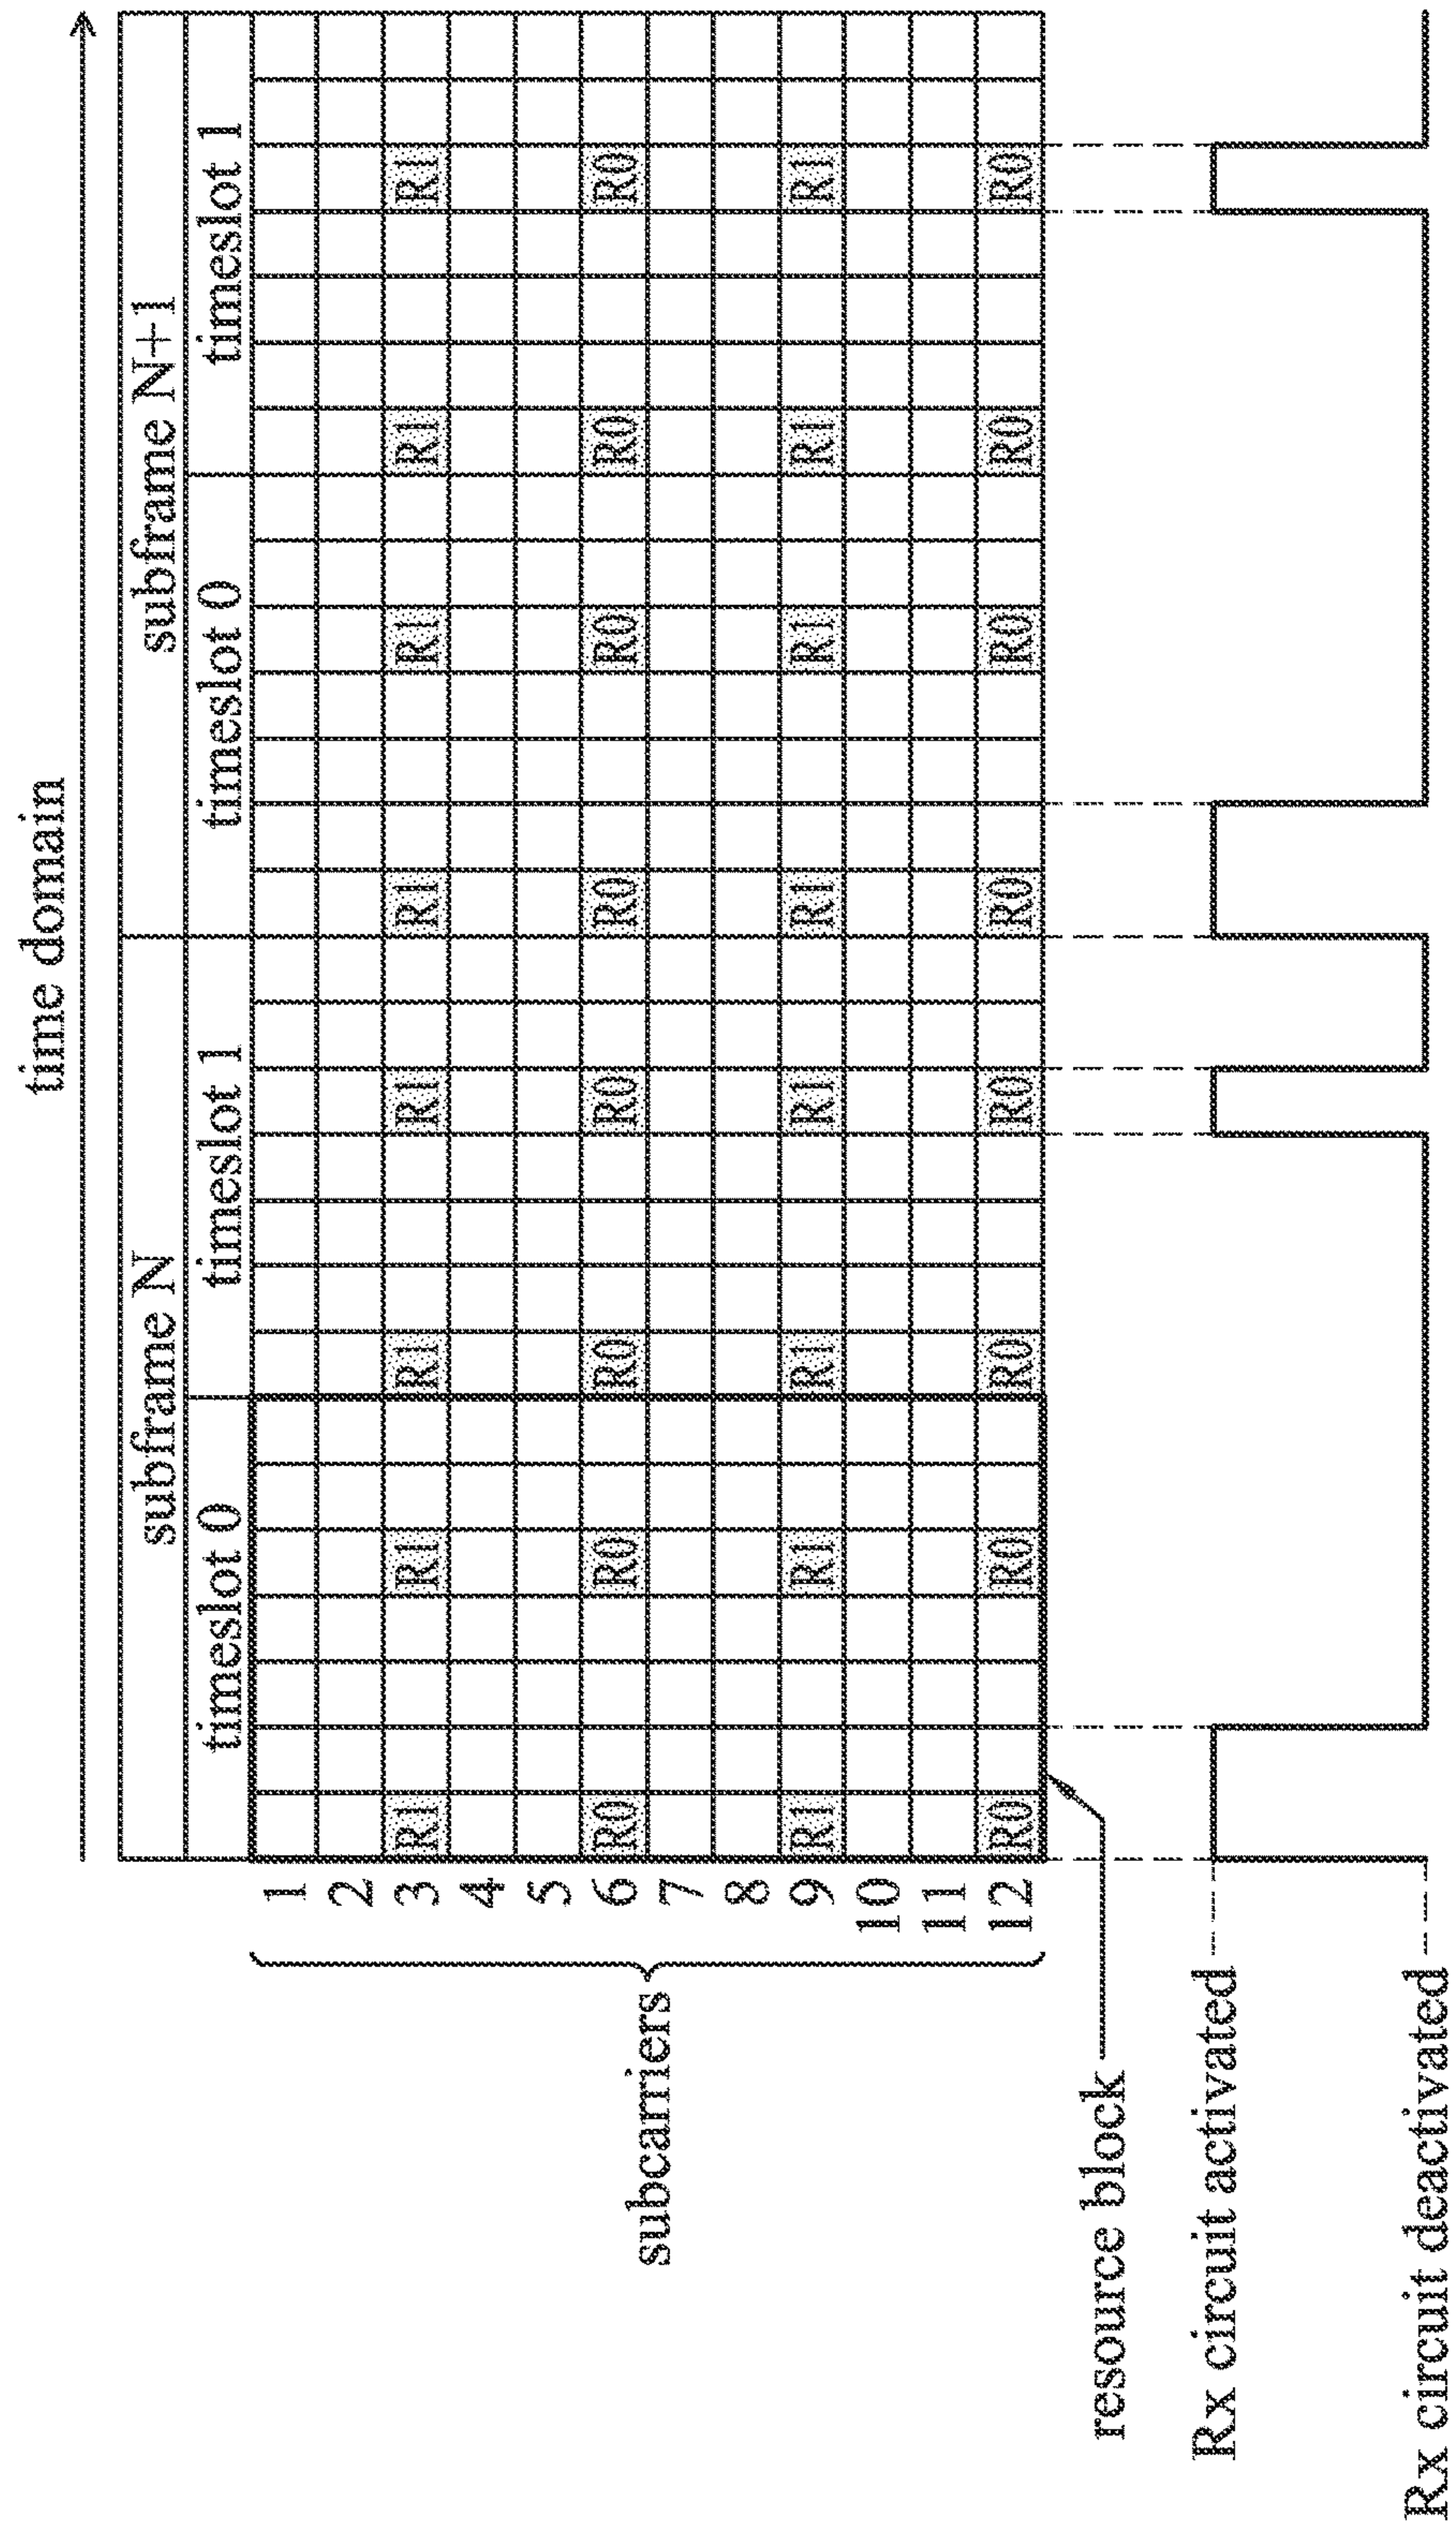 time domain
subframe N subframe N+1
timeslot 0 timeslot 1 timeslot 0 timeslot 1
1
2
3 R1 R1 R1 R1 R1 R1 R1 R1
4
5
subcarriers
6 R0 R0 R0 R0 R0 R0 R0 R0
7
8
9 R1 R1 R1 R1 R1 R1 R1 R1
10
11
12 R0 R0 R0 R0 R0 R0 R0 R0
resource block
Rx circuit activated
Rx circuit deactivated